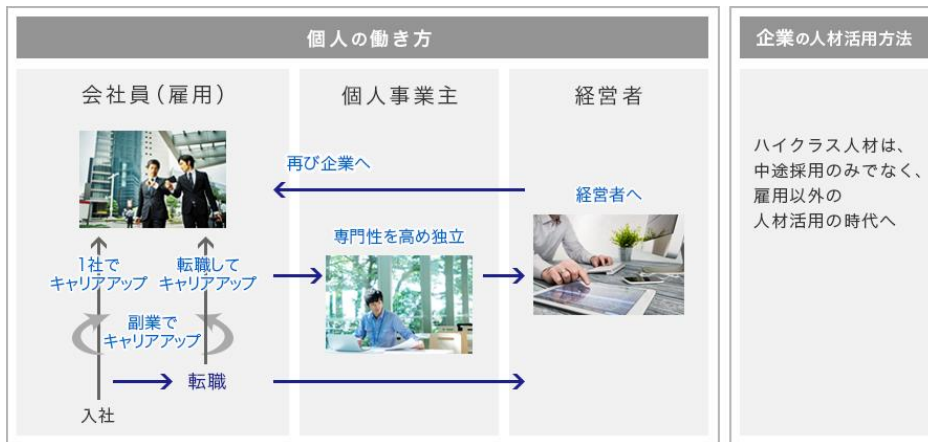 個人の働き方
会社員（雇用）
個人事業主
経営者
再び企業へ
経営者へ
専門性を高め独立
1社で
キャリアアップ
転職して
キャリアアップ
副業で
キャリアアップ
転職
入社
企業の人材活用方法
ハイクラス人材は、
中途採用のみでなく、
雇用以外の
人材活用の時代へ